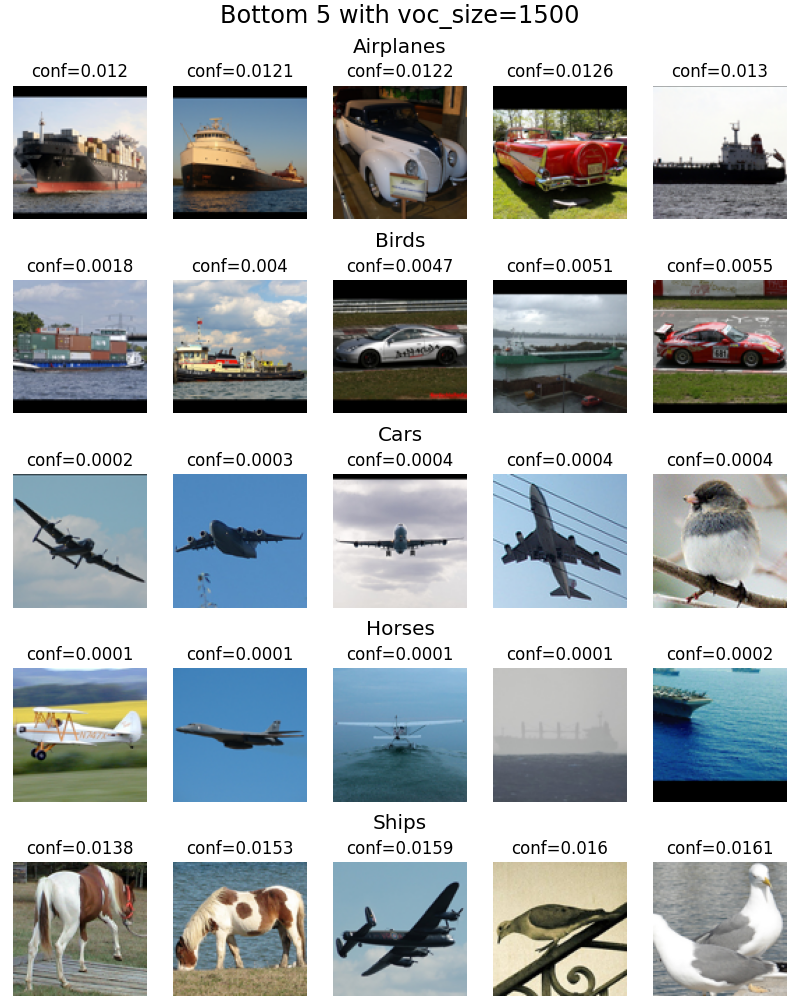 Bottom 5 with voc_size=1500
Airplanes
conf=0.012 conf=0.0121 conf=0.0122 conf=0.0126 conf=0.013
MSC
Birds
conf=0.0018 conf=0.004 conf=0.0047 conf=0.0051 conf=0.0055
Cars
conf=0.0002 conf=0.0003 conf=0.0004 conf=0.0004 conf=0.0004
Horses
conf=0.0001 conf=0.0001 conf=0.0001 conf=0.0001 conf=0.0002
Ships
conf=0.0138 conf=0.0153 conf=0.0159 conf=0.016 conf=0.0161